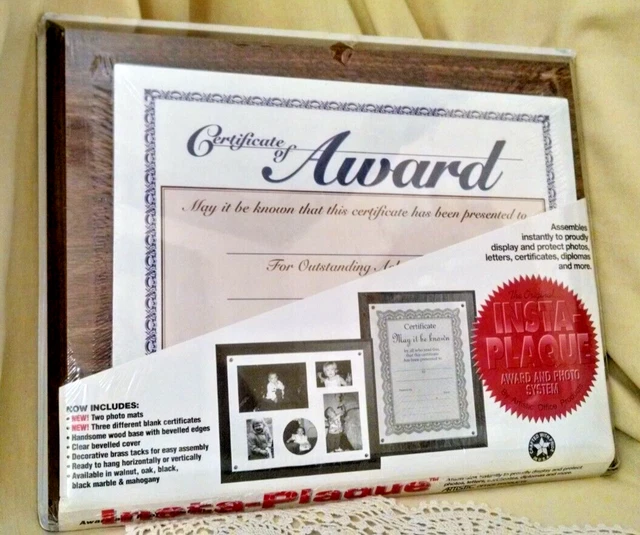 Certificate
of Award
May it be known that this certificate has been presented to
For Outstanding
Assembles
instantly to proudly
display and protect photos,
letters, certificates, diplomas
and more.
INSTA-
PLAQUE
AWARD AND PHOTO
SYSTEM
Certificate
May it be known
NOW INCLUDES:
• NEW! Two photo mats
• NEW! Three different blank certificates
• Handsome wood base with bevelled edges
• Clear bevelled cover
• Decorative brass tacks for easy assembly
• Ready to hang horizontally or vertically
• Available in walnut, oak, black,
black marble & mahogany
Insta-Plaque™